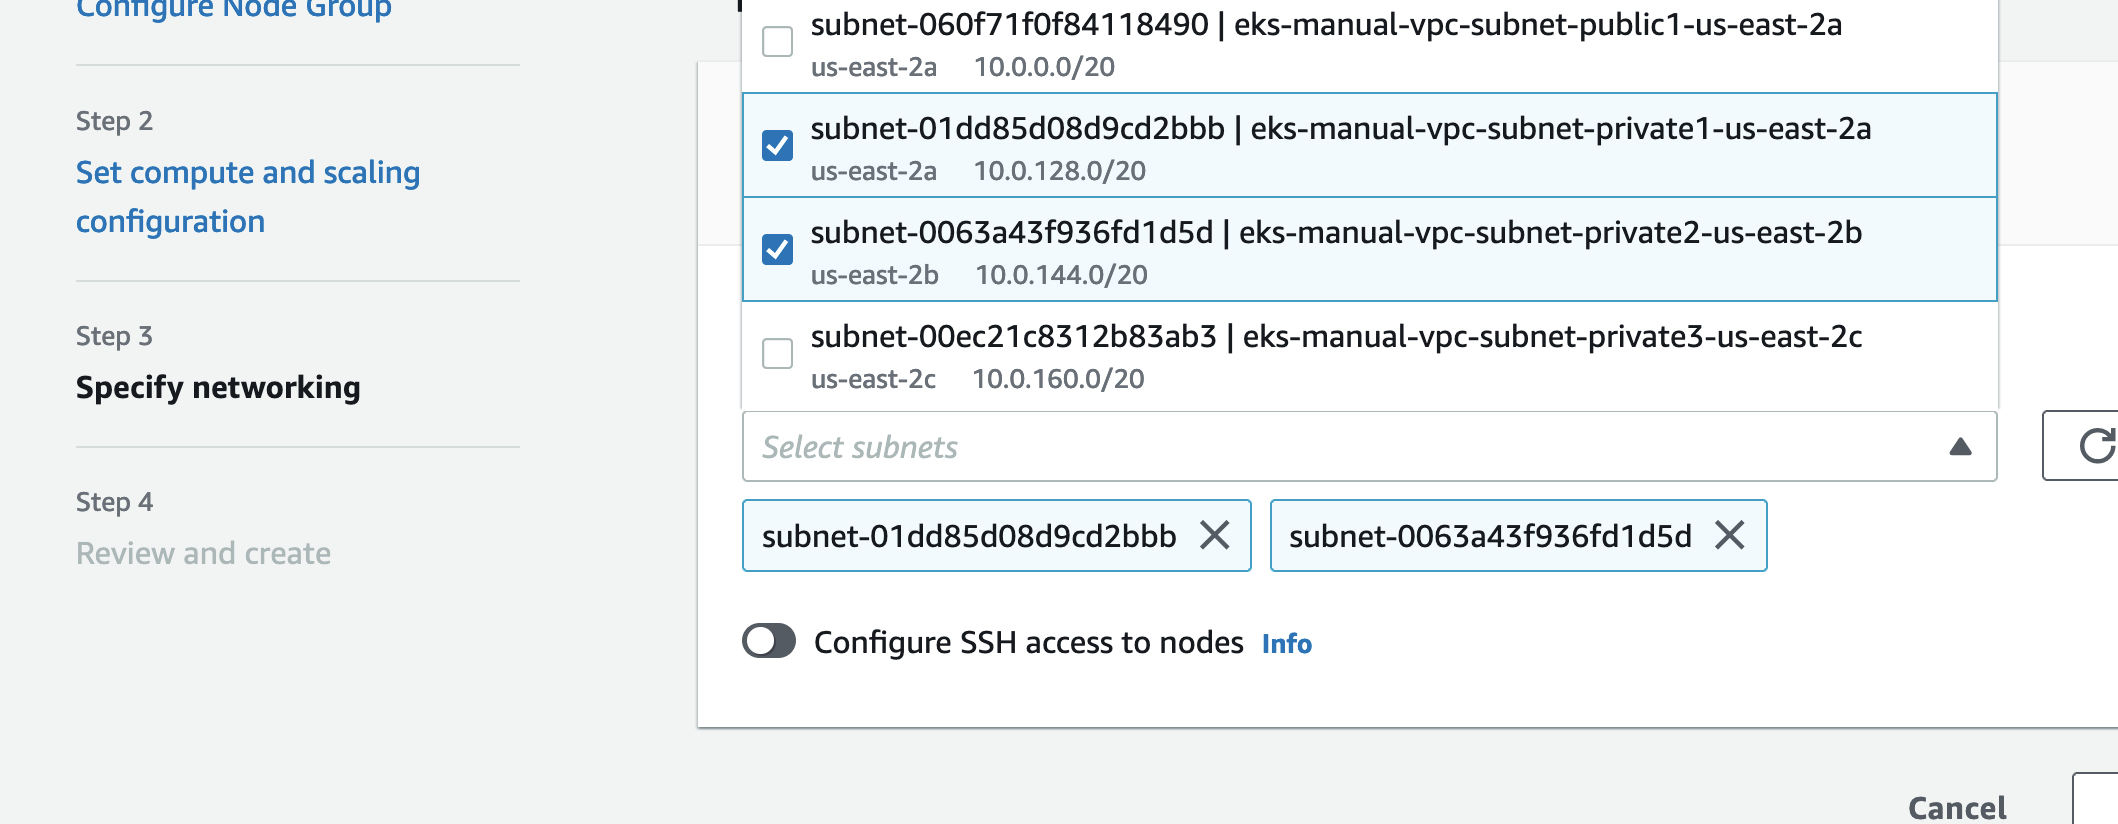 Configure Node Group
Step 2
Set compute and scaling
configuration
Step 3
Specify networking
Step 4
Review and create
subnet-060f71f0f84118490 | eks-manual-vpc-subnet-public1-us-east-2a
us-east-2a 10.0.0.0/20
subnet-01dd85d08d9cd2bbb | eks-manual-vpc-subnet-private1-us-east-2a
us-east-2a 10.0.128.0/20
subnet-0063a43f936fd1d5d | eks-manual-vpc-subnet-private2-us-east-2b
us-east-2b 10.0.144.0/20
subnet-00ec21c8312b83ab3 | eks-manual-vpc-subnet-private3-us-east-2c
us-east-2c 10.0.160.0/20
Select subnets
subnet-01dd85d08d9cd2bbb subnet-0063a43f936fd1d5d
Configure SSH access to nodes Info
Cancel